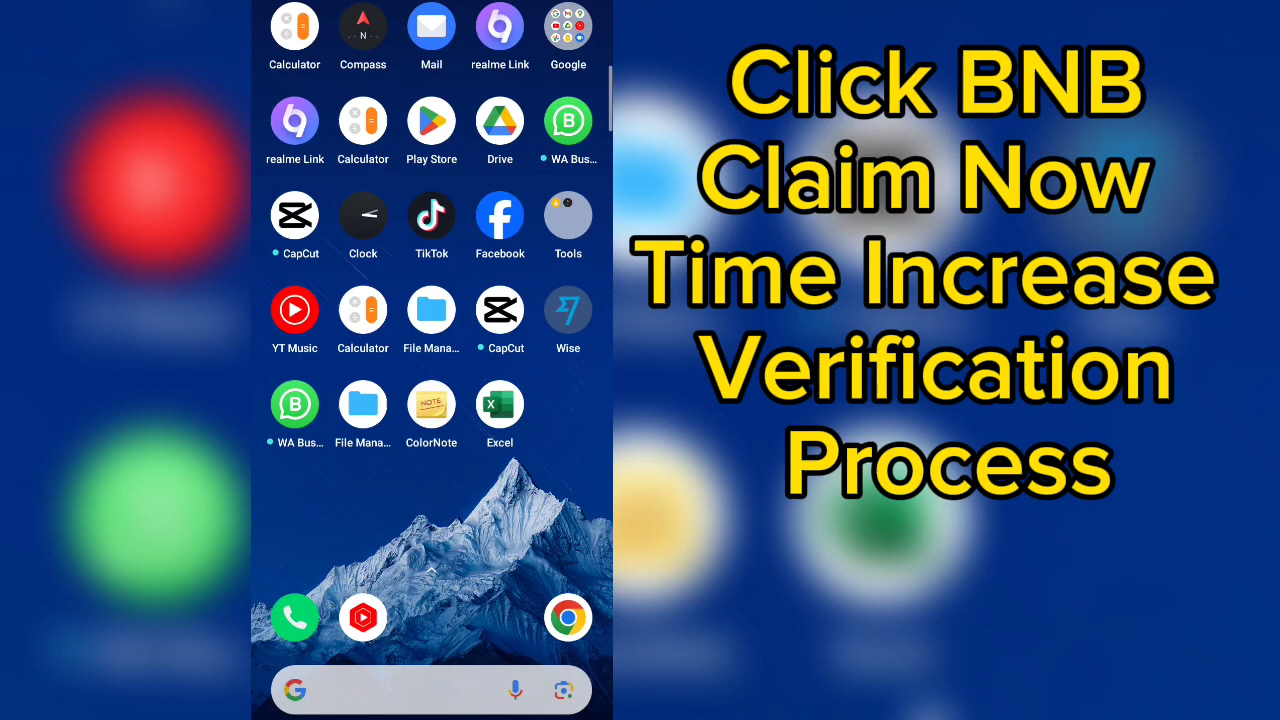 Click BNB
Claim Now
Time Increase
Verification
Process
N
Calculator
Compass
Mail
realme Link
Google
realme Link
Calculator
Play Store
Drive
WA Bus...
CapCut
Clock
TikTok
Facebook
Tools
YT Music
Calculator
File Mana...
CapCut
Wise
B
NOTE
X
WA Bus...
File Mana...
ColorNote
Excel